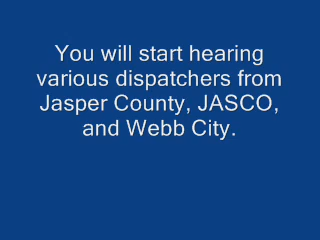 You will start hearing
various dispatchers from
Jasper County, JASCO,
and Webb City.